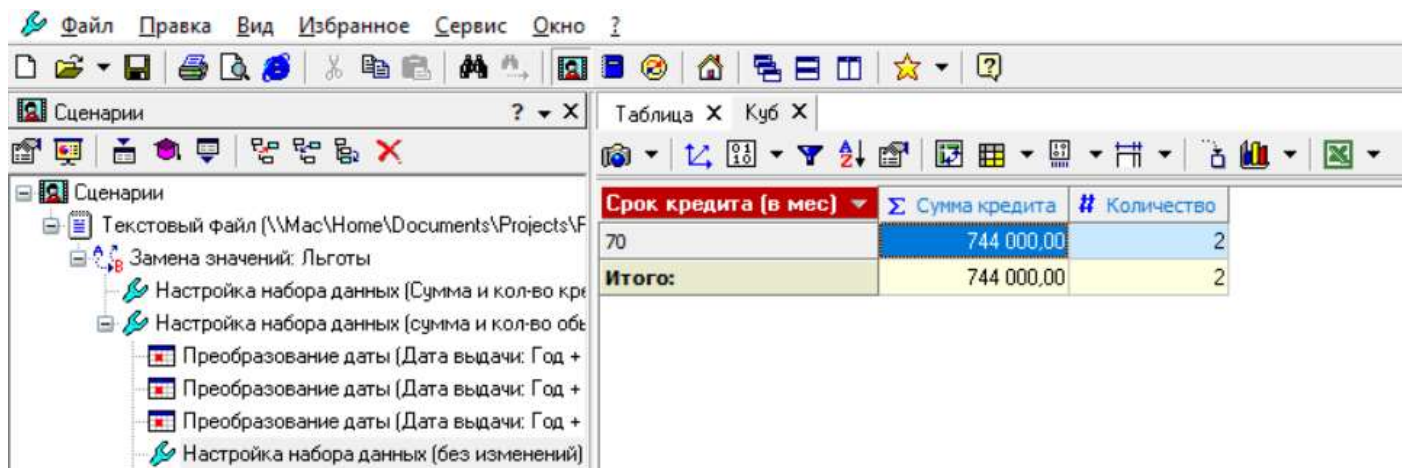 Файл Правка Вид Избранное Сервис Окно ?
Сценарии ? X
Таблица X Куб X
Сценарии
Текстовый файл (\\Mac\Home\Documents\Projects\F
Замена значений: Льготы
Настройка набора данных (Сумма и кол-во кре
Настройка набора данных (сумма и кол-во объ
Преобразование даты (Дата выдачи: Год +
Преобразование даты (Дата выдачи: Год +
Преобразование даты (Дата выдачи: Год +
Настройка набора данных (без изменений)
Срок кредита (в мес) Σ Сумма кредита # Количество
70 744 000,00 2
Итого: 744 000,00 2